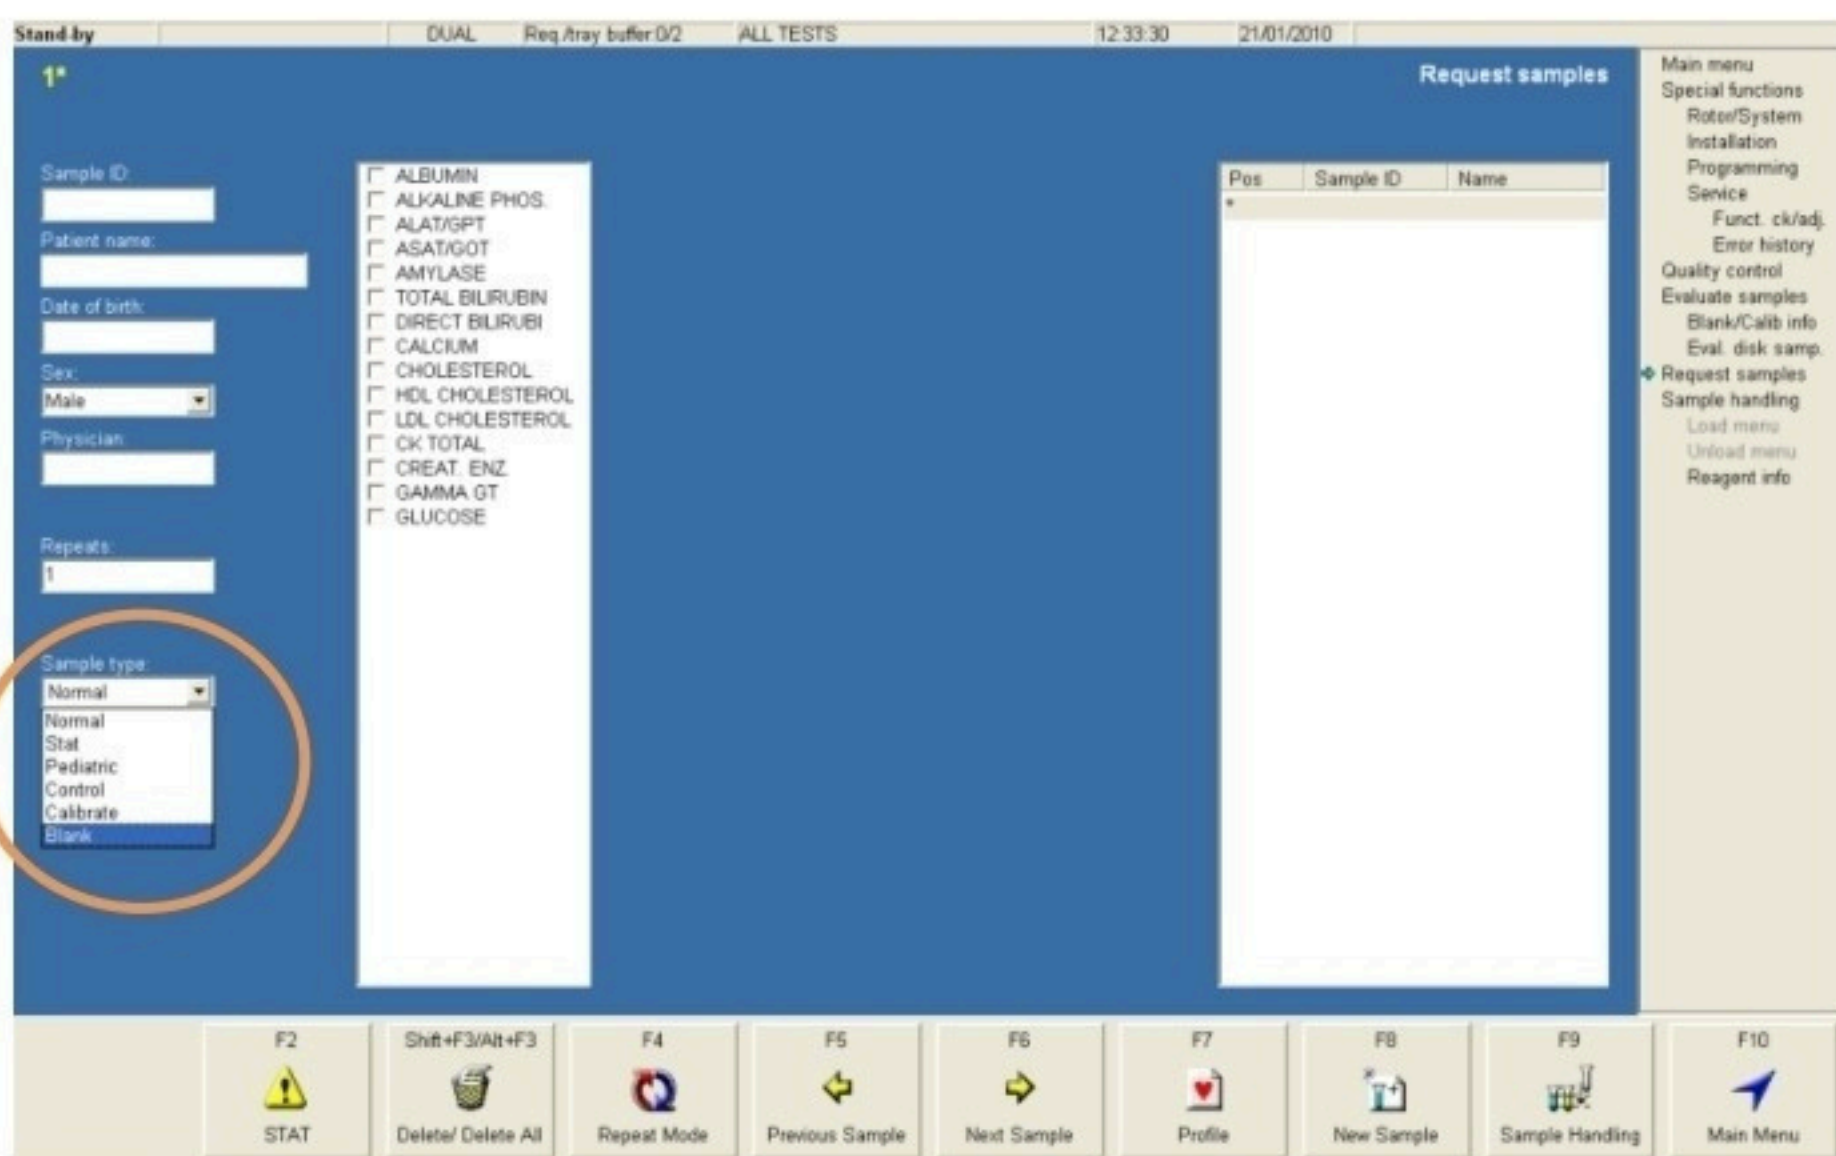 Stand-by DUAL Req./tray buffer:0/2 ALL TESTS 12:33:30 21/01/2010
1*
Request samples
Sample ID:
Patient name:
Date of birth:
Sex:
Male
Physician:
Repeats:
1
Sample type:
Normal
Normal
Stat
Pediatric
Control
Calibrate
Blank
ALBUMIN
ALKALINE PHOS.
ALAT/GPT
ASAT/GOT
AMYLASE
TOTAL BILIRUBIN
DIRECT BILIRUBI
CALCIUM
CHOLESTEROL
HDL CHOLESTEROL
LDL CHOLESTEROL
CK TOTAL
CREAT. ENZ.
GAMMA GT
GLUCOSE
Pos Sample ID Name
*
Main menu
Special functions
Rotor/System
Installation
Programming
Service
Funct. ck/adj.
Error history
Quality control
Evaluate samples
Blank/Calib info
Eval. disk samp.
Request samples
Sample handling
Load menu
Unload menu
Reagent info
F2 Shift+F3/Alt+F3 F4 F5 F6 F7 F8 F9 F10
STAT Delete/ Delete All Repeat Mode Previous Sample Next Sample Profile New Sample Sample Handling Main Menu